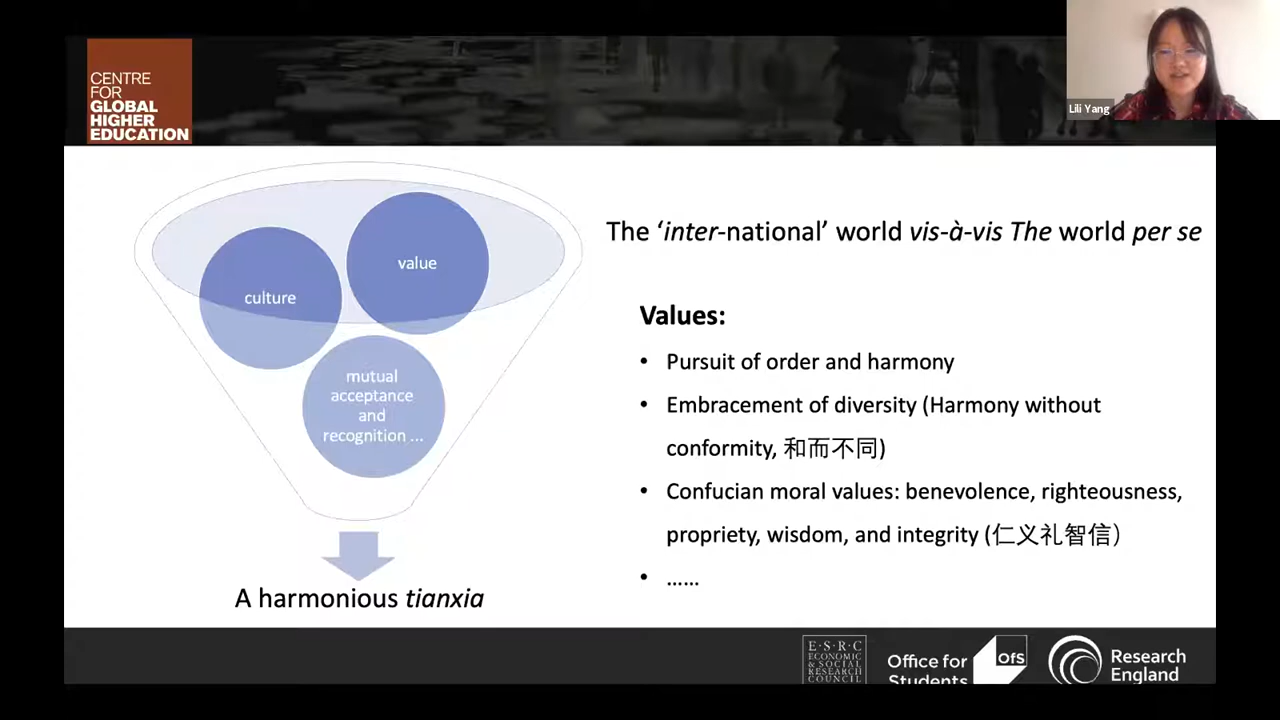 CENTRE
FOR
GLOBAL
HIGHER
EDUCATION
Lili Yang
The ‘inter-national’ world vis-à-vis The world per se
culture
value
mutual
acceptance
and
recognition ...
A harmonious tianxia
Values:
• Pursuit of order and harmony
• Embracement of diversity (Harmony without
conformity, 和而不同)
• Confucian moral values: benevolence, righteousness,
propriety, wisdom, and integrity (仁义礼智信）
• ……
E·S·R·C
ECONOMIC
& SOCIAL
RESEARCH
COUNCIL
Office for
Students
OfS
Research
England